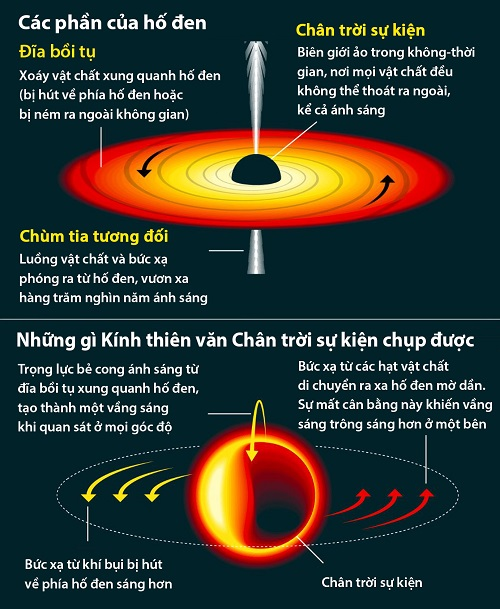 Các phần của hố đen
Đĩa bồi tụ
Xoáy vật chất xung quanh hố đen
(bị hút về phía hố đen hoặc
bị ném ra ngoài không gian)
Chân trời sự kiện
Biên giới ảo trong không-thời
gian, nơi mọi vật chất đều
không thể thoát ra ngoài,
kể cả ánh sáng
Chùm tia tương đối
Luồng vật chất và bức xạ
phóng ra từ hố đen, vươn xa
hàng trăm nghìn năm ánh sáng
Những gì Kính thiên văn Chân trời sự kiện chụp được
Trọng lực bẻ cong ánh sáng từ
đĩa bồi tụ xung quanh hố đen,
tạo thành một vầng sáng
khi quan sát ở mọi góc độ
Bức xạ từ các hạt vật chất
di chuyển ra xa hố đen mờ dần.
Sự mất cân bằng này khiến vầng
sáng trông sáng hơn ở một bên
Bức xạ từ khí bụi bị hút
về phía hố đen sáng hơn
Chân trời sự kiện